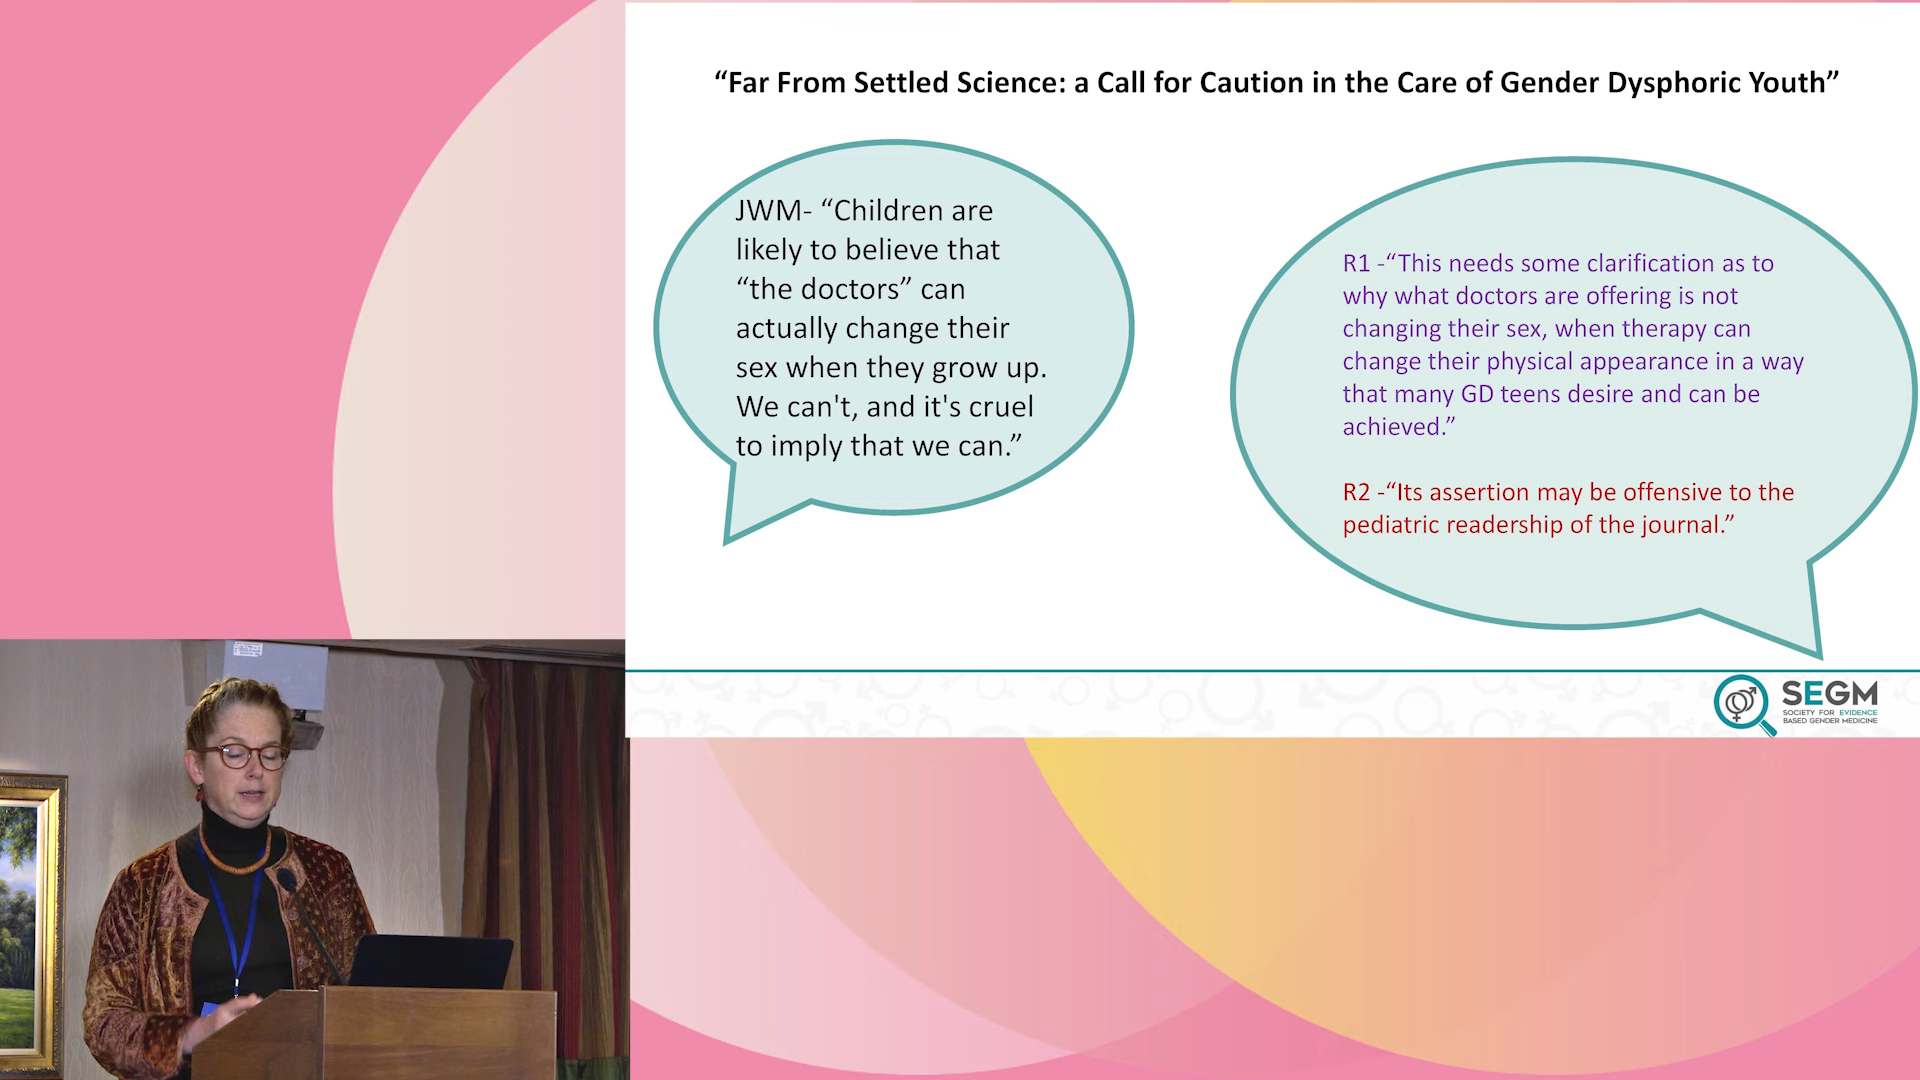 “Far From Settled Science: a Call for Caution in the Care of Gender Dysphoric Youth”
JWM- “Children are
likely to believe that
“the doctors” can
actually change their
sex when they grow up.
We can't, and it's cruel
to imply that we can.”
R1 -“This needs some clarification as to
why what doctors are offering is not
changing their sex, when therapy can
change their physical appearance in a way
that many GD teens desire and can be
achieved.”
R2 -“Its assertion may be offensive to the
pediatric readership of the journal.”
SEGM
SOCIETY FOR EVIDENCE
BASED GENDER MEDICINE